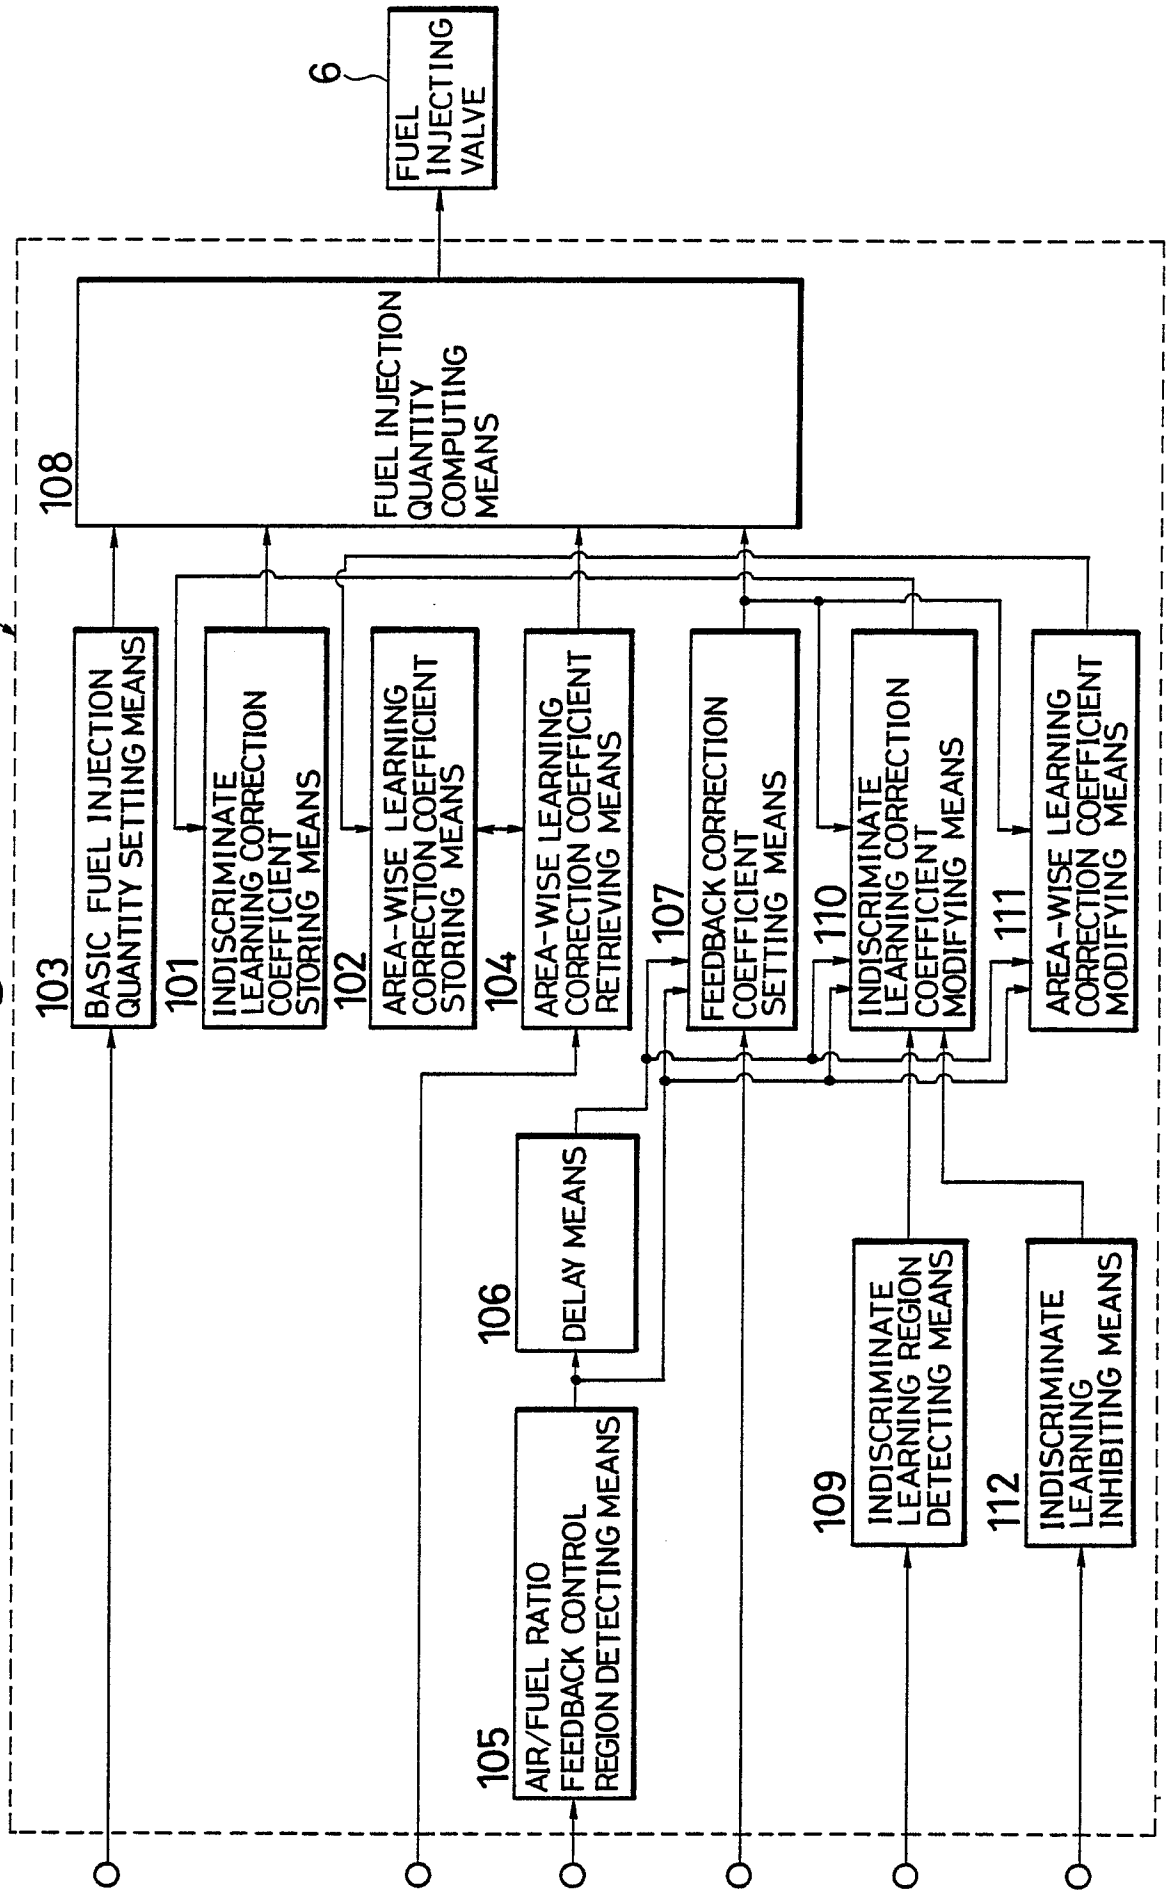 103
BASIC FUEL INJECTION
QUANTITY SETTING MEANS
101
INDISCRIMINATE
LEARNING CORRECTION
COEFFICIENT
STORING MEANS
102
AREA-WISE LEARNING
CORRECTION COEFFICIENT
STORING MEANS
104
AREA-WISE LEARNING
CORRECTION COEFFICIENT
RETRIEVING MEANS
105
AIR/FUEL RATIO
FEEDBACK CONTROL
REGION DETECTING MEANS
106
DELAY MEANS
107
FEEDBACK CORRECTION
COEFFICIENT
SETTING MEANS
109
INDISCRIMINATE
LEARNING REGION
DETECTING MEANS
110
INDISCRIMINATE
LEARNING CORRECTION
COEFFICIENT
MODIFYING MEANS
112
INDISCRIMINATE
LEARNING
INHIBITING MEANS
111
AREA-WISE LEARNING
CORRECTION COEFFICIENT
MODIFYING MEANS
108
FUEL INJECTION
QUANTITY
COMPUTING
MEANS
6
FUEL
INJECTING
VALVE